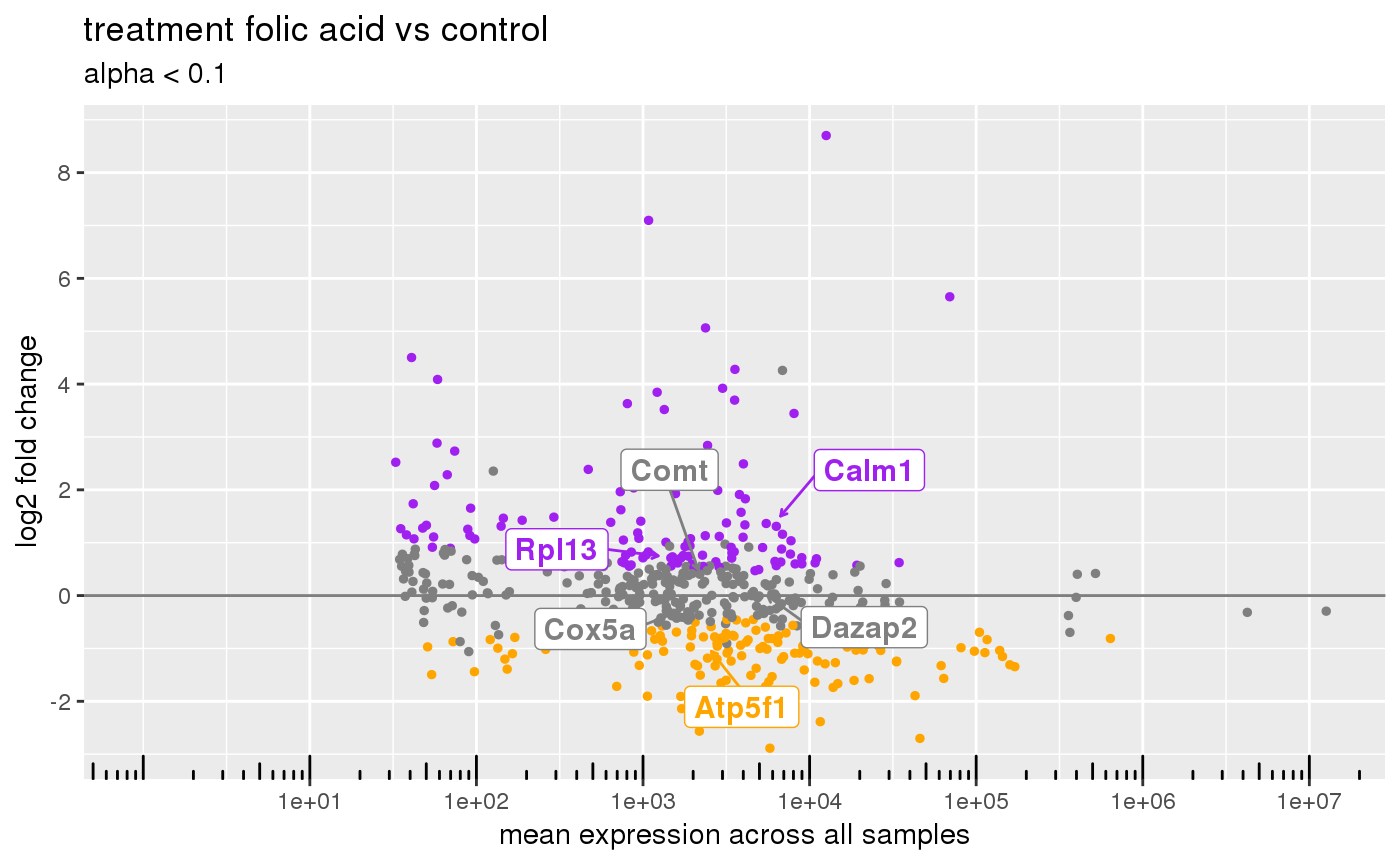 treatment folic acid vs control
alpha < 0.1
log2 fold change
8
6
4
2
0
-2
Comt
Calm1
Rpl13
Cox5a
Dazap2
Atp5f1
1e+01 1e+02 1e+03 1e+04 1e+05 1e+06 1e+07
mean expression across all samples